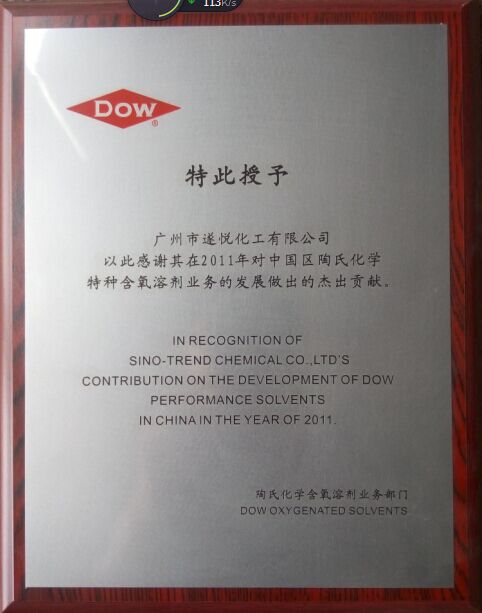 113K/s
DOW
®
特此授予
广州市遂悦化工有限公司
以此感谢其在2011年对中国区陶氏化学
特种含氧溶剂业务的发展做出的杰出贡献。
IN RECOGNITION OF
SINO-TREND CHEMICAL CO.,LTD'S
CONTRIBUTION ON THE DEVELOPMENT OF DOW
PERFORMANCE SOLVENTS
IN CHINA IN THE YEAR OF 2011.
陶氏化学含氧溶剂业务部门
DOW OXYGENATED SOLVENTS